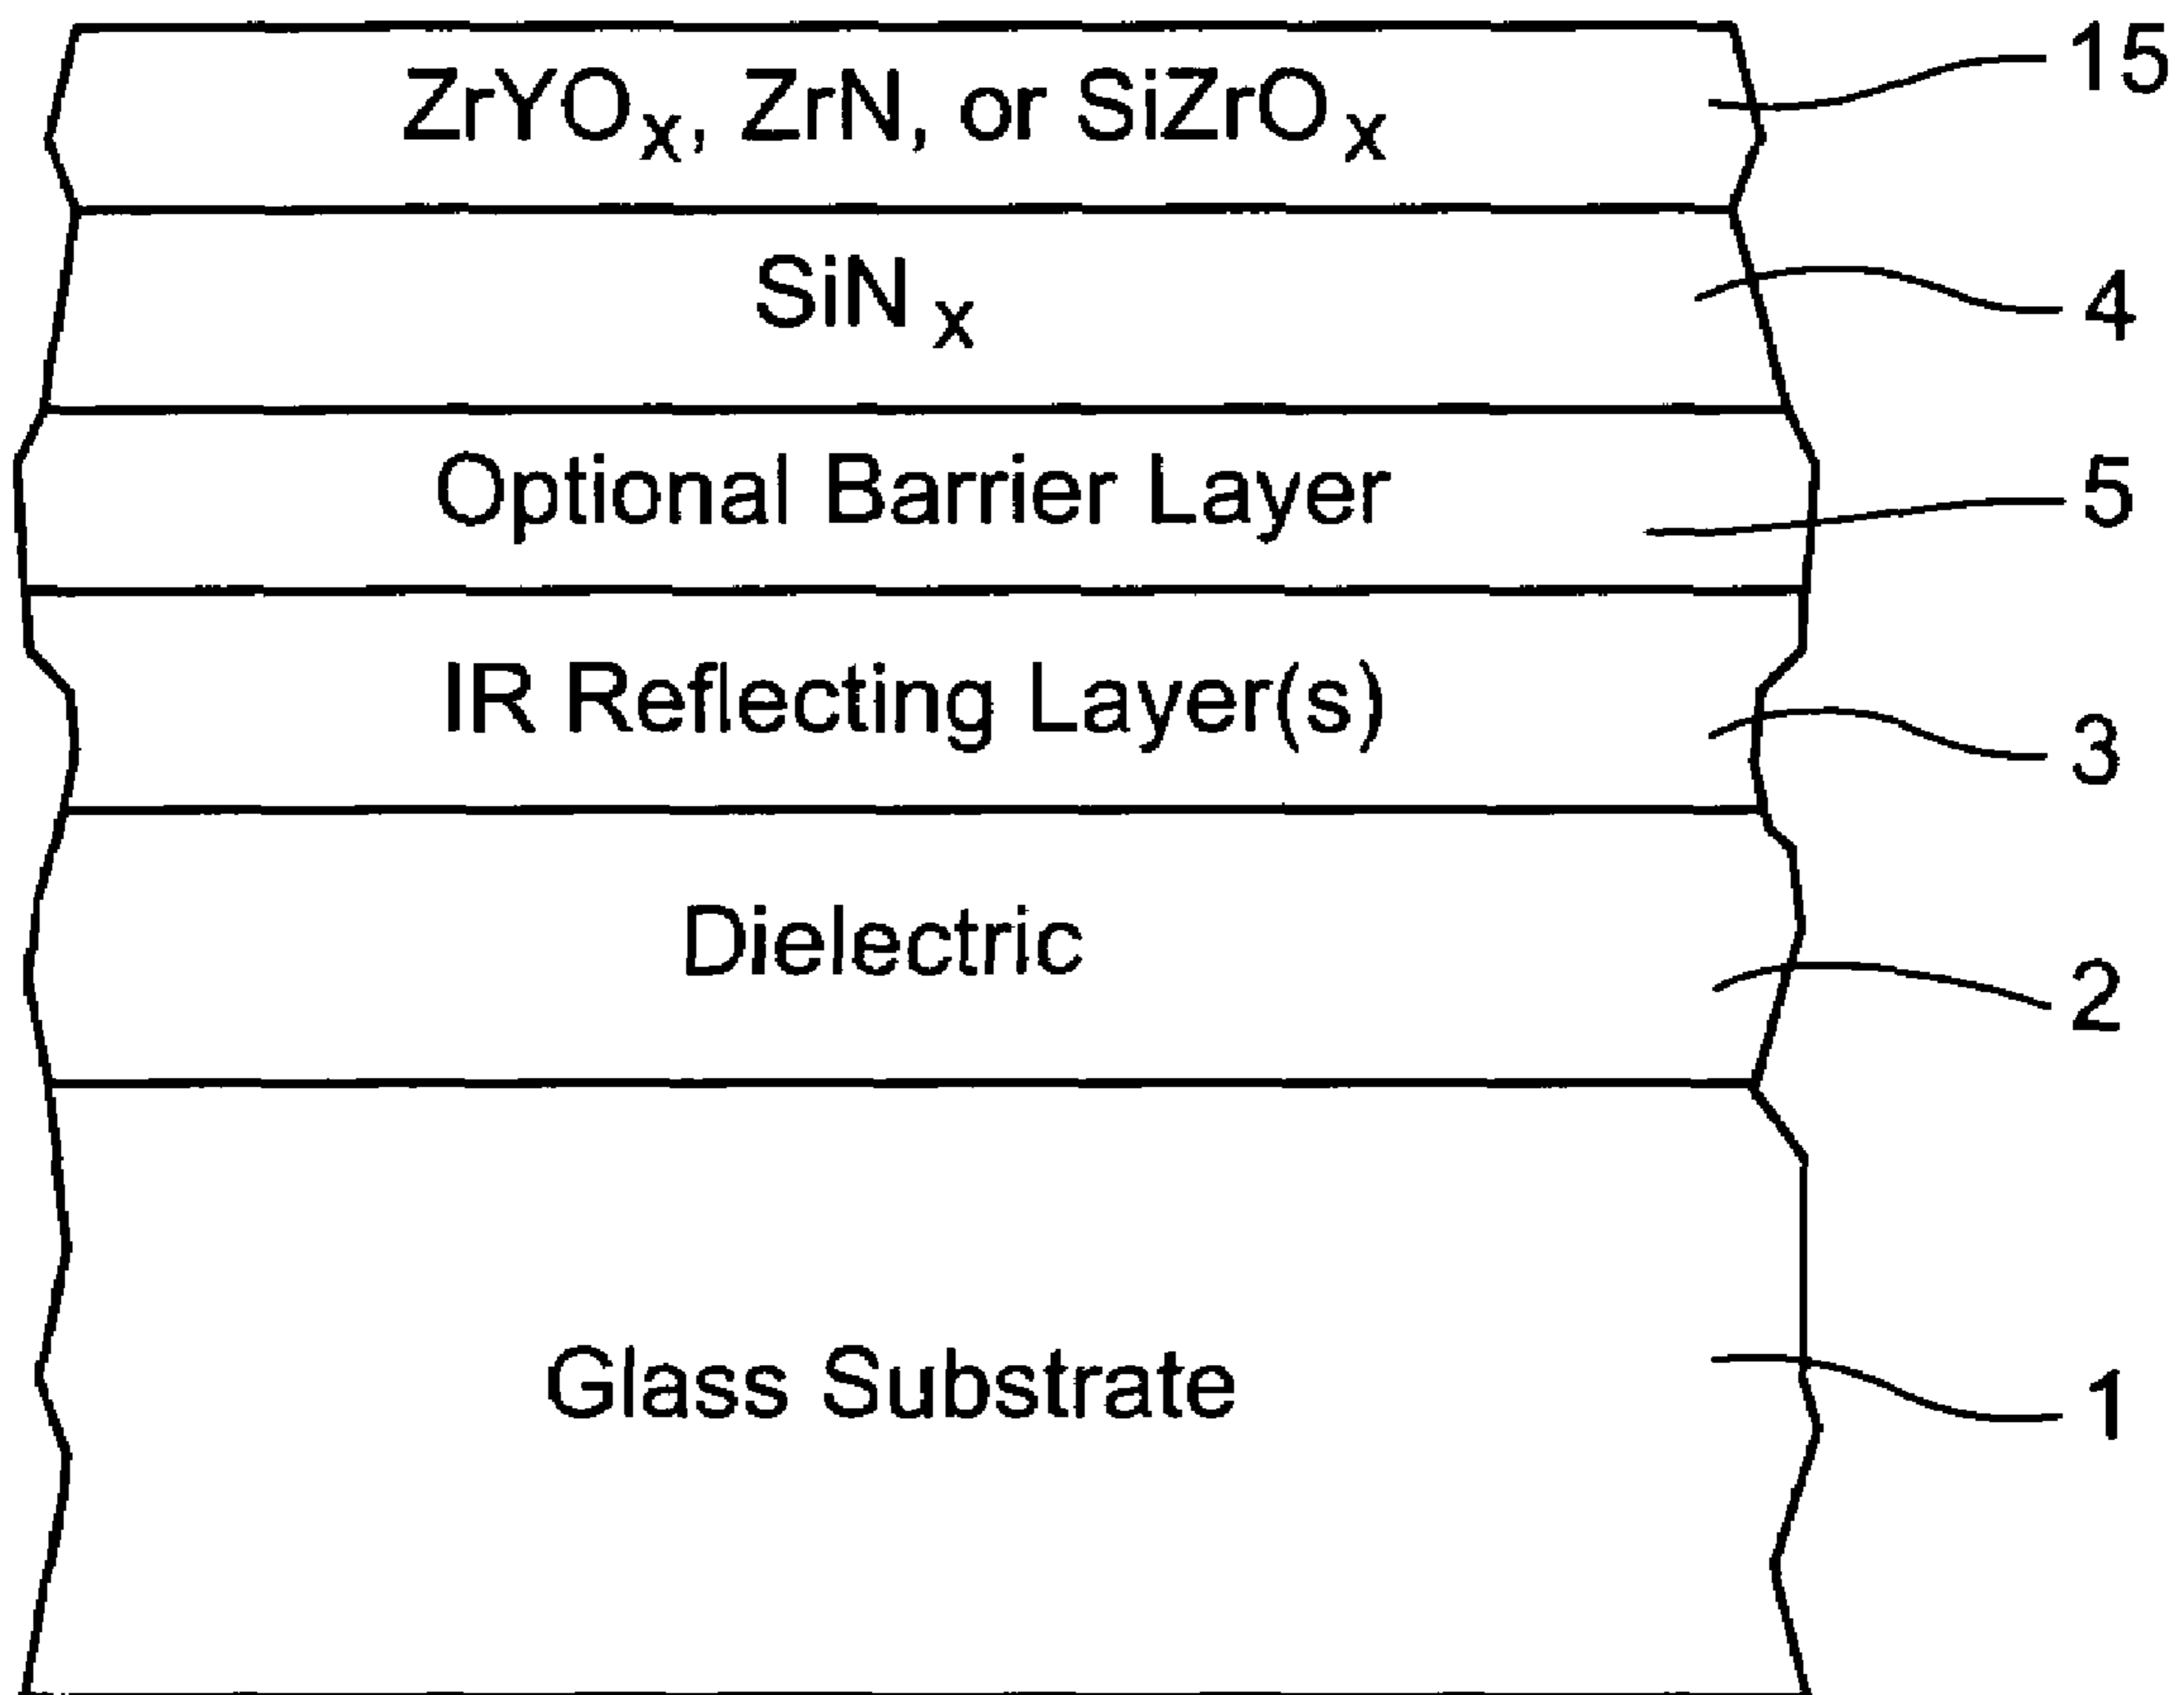 ZrYOₓ, ZrN, or SiZrOₓ 15
SiNₓ 4
Optional Barrier Layer 5
IR Reflecting Layer(s) 3
Dielectric 2
Glass Substrate 1